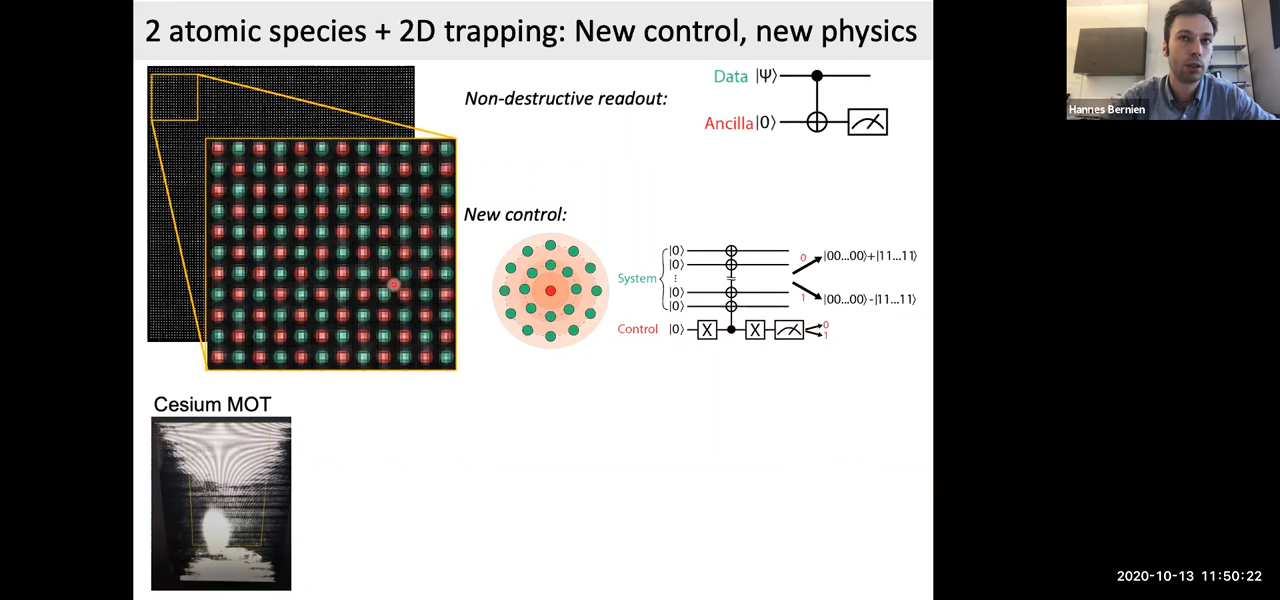 2 atomic species + 2D trapping: New control, new physics
Hannes Bernien
Non-destructive readout:
Data |Ψ⟩
Ancilla |0⟩
New control:
System
|0⟩
|0⟩
⋮
|0⟩
|0⟩
0
|00...00⟩+|11...11⟩
1
|00...00⟩-|11...11⟩
Control |0⟩ X X 0
1
Cesium MOT
2020-10-13 11:50:22